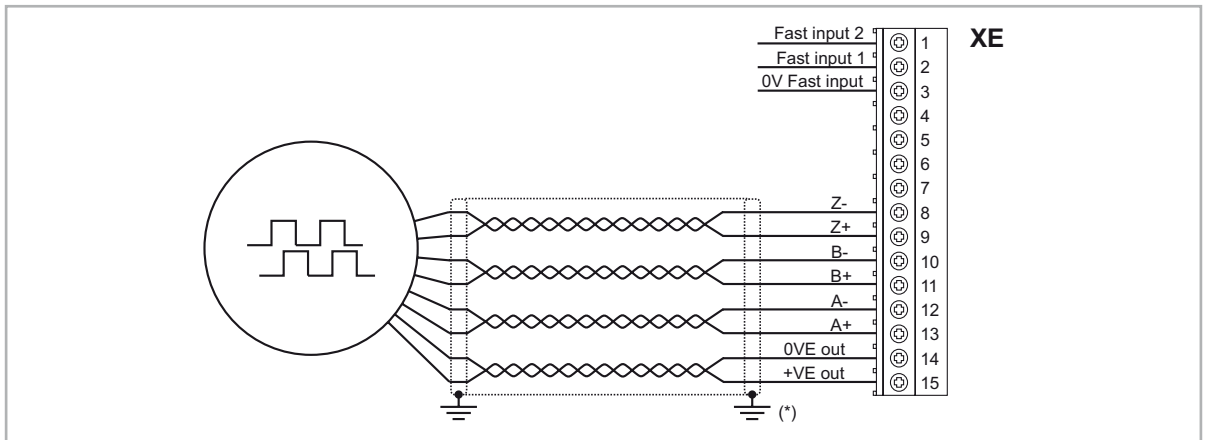 Fast input 2
1
XE
Fast input 1
2
0V Fast input
3
4
5
6
7
Z-
8
Z+
9
B-
10
B+
11
A-
12
A+
13
0VE out
14
+VE out
15
(*)